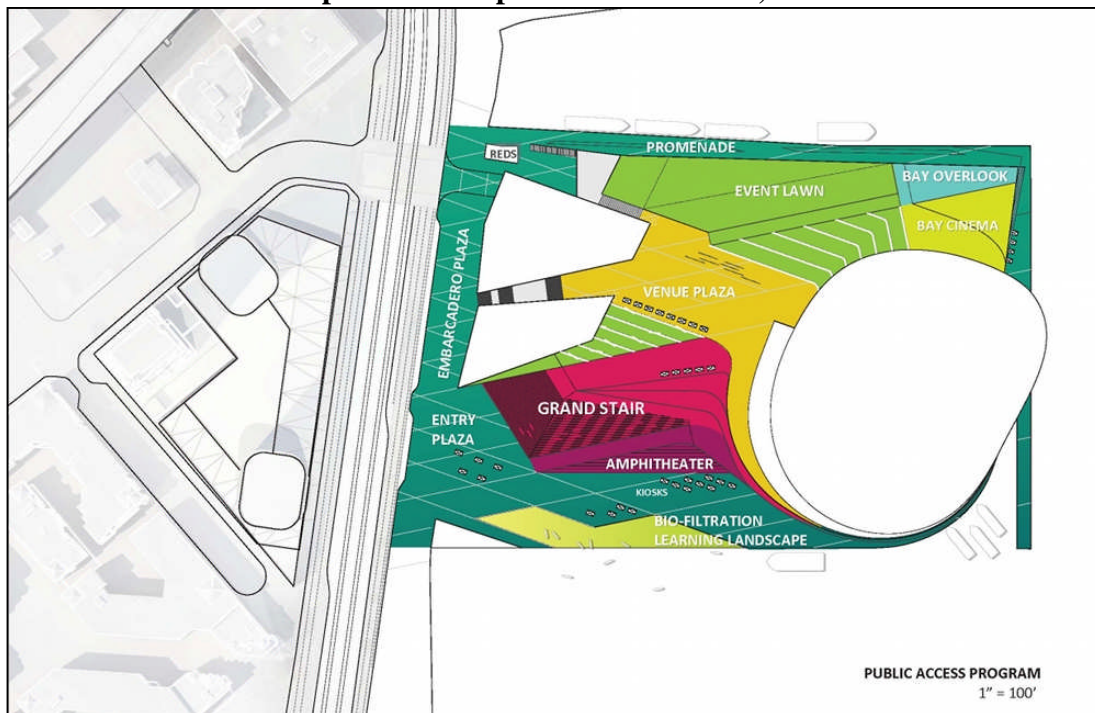 REDS
PROMENADE
BAY OVERLOOK
EVENT LAWN
BAY CINEMA
EMBARCADERO PLAZA
VENUE PLAZA
GRAND STAIR
ENTRY
PLAZA
AMPHITHEATER
KIOSKS
BIO-FILTRATION
LEARNING LANDSCAPE
PUBLIC ACCESS PROGRAM
1" = 100'